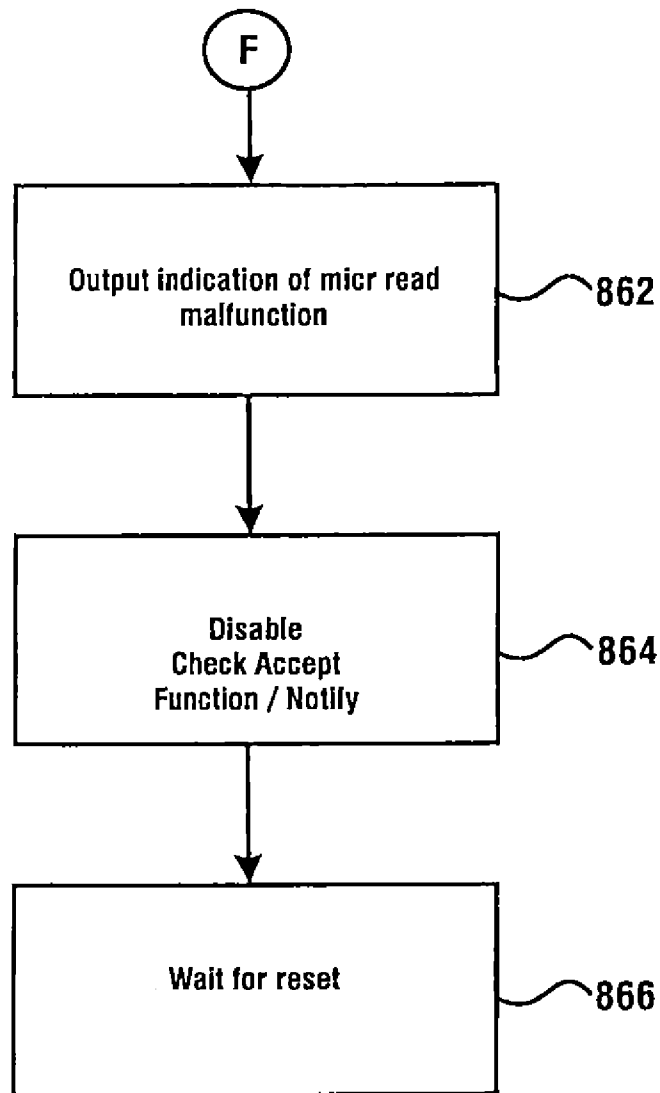 F
Output indication of micr read
malfunction
862
Disable
Check Accept
Function / Notify
864
Wait for reset
866